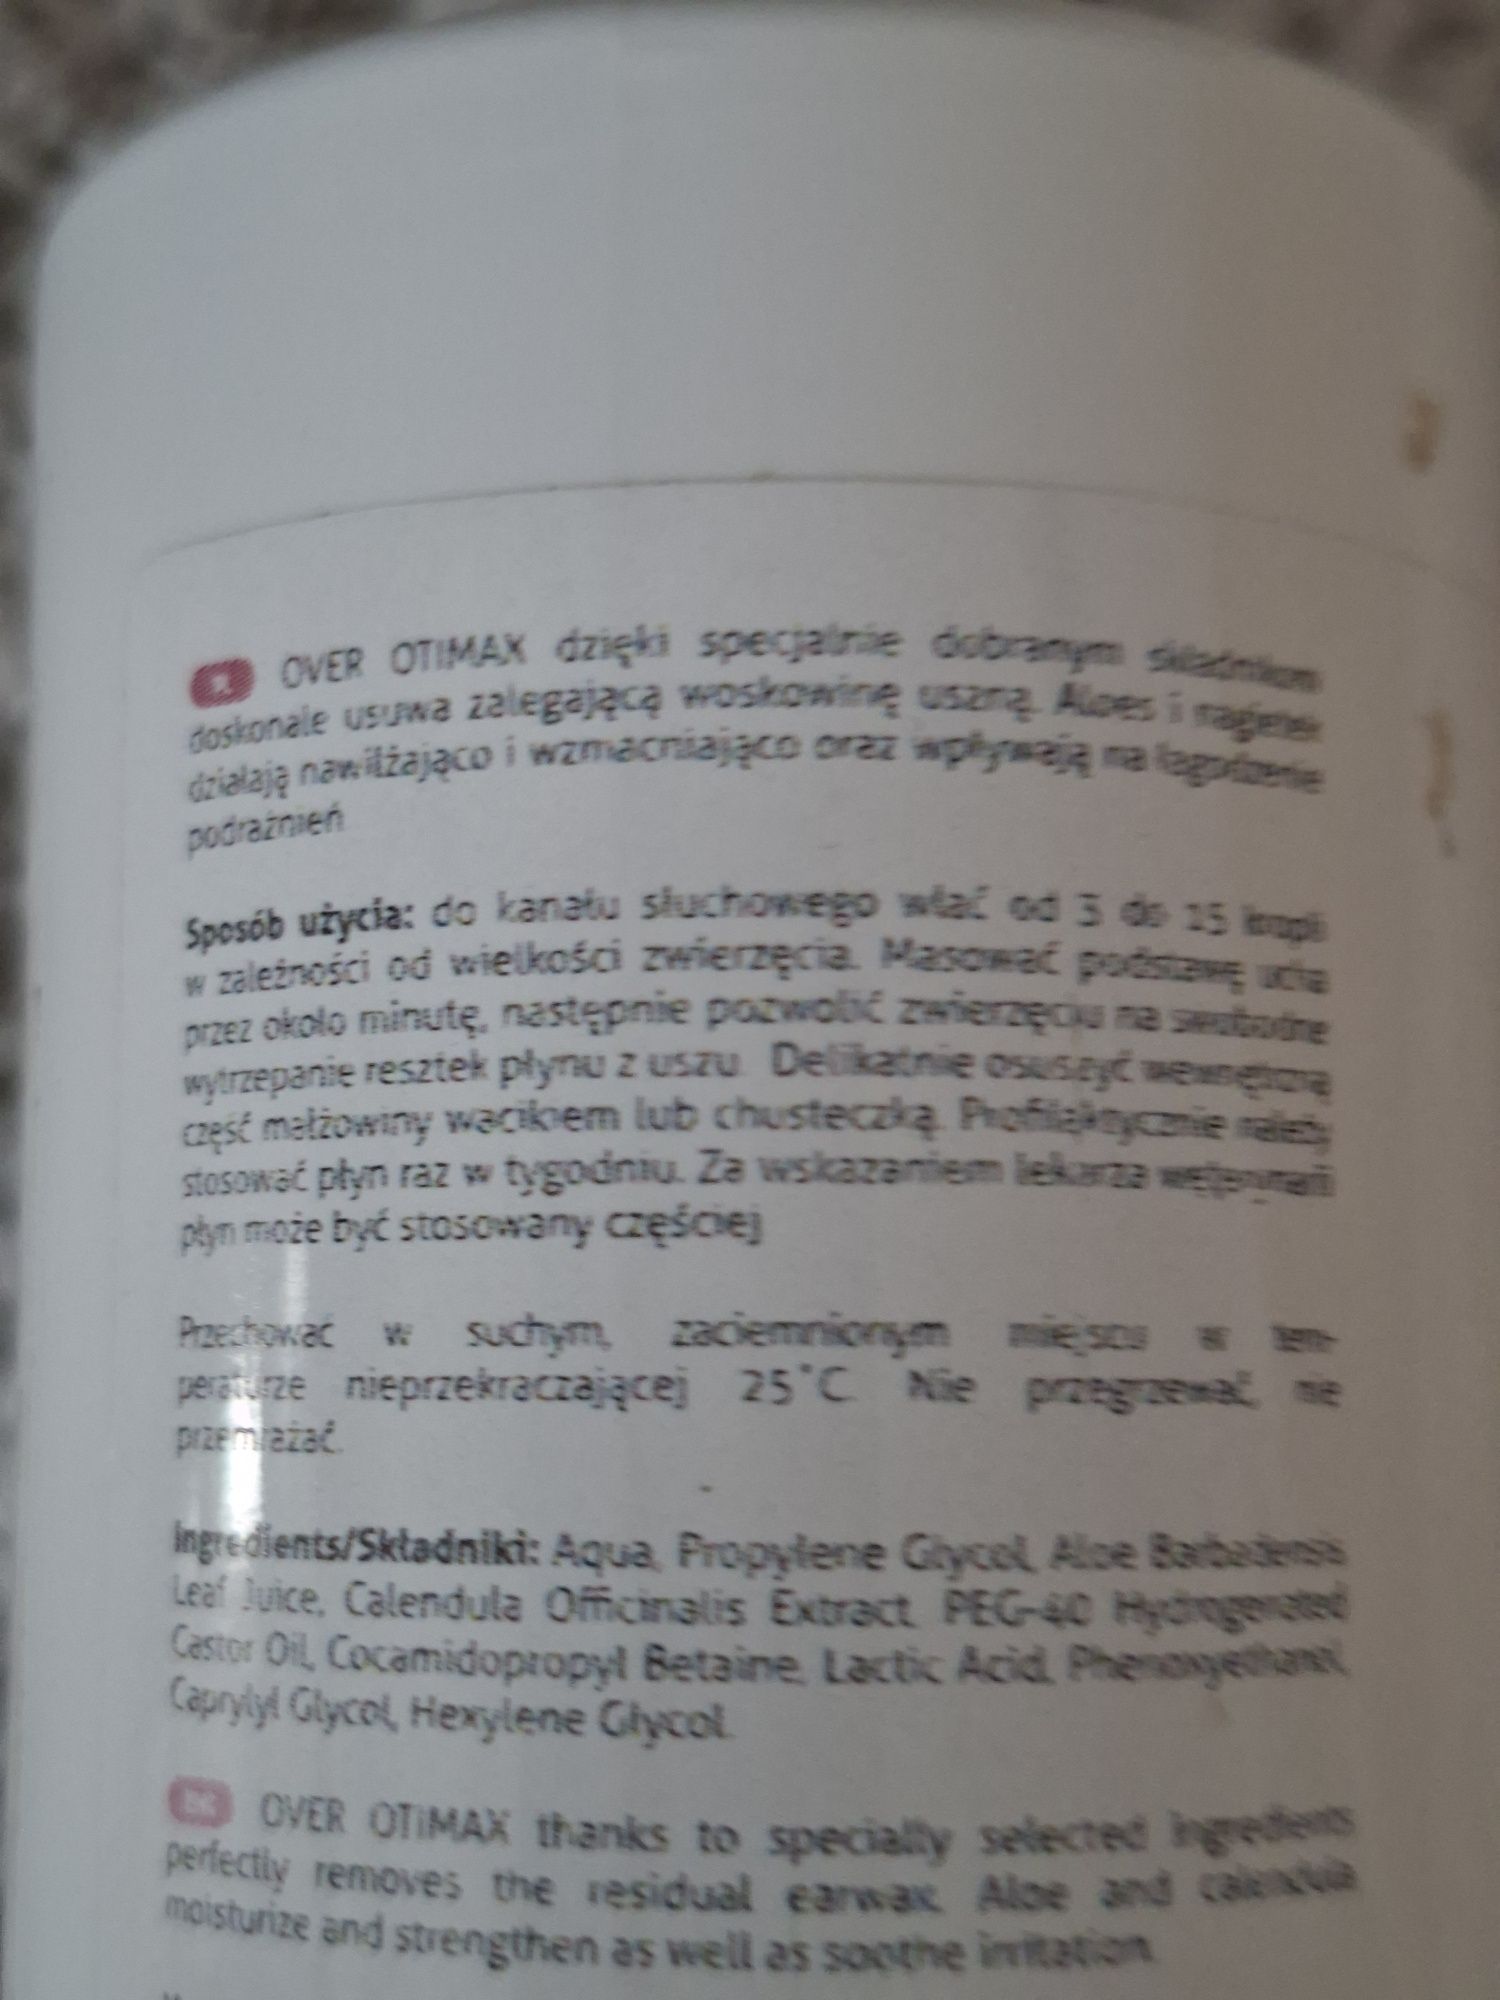 OVER OTIMAX dzięki specjalnie dobranym składnikom
doskonale usuwa zalegającą woskowinę uszną. Aloes i nagietek
działają nawilżająco i wzmacniająco oraz wpływają na łagodzenie
podrażnień.
Sposób użycia: do kanału słuchowego wlać od 3 do 15 kropli
w zależności od wielkości zwierzęcia. Masować podstawę ucha
przez około minutę, następnie pozwolić zwierzęciu na swobodne
wytrzepanie resztek płynu z uszu. Delikatnie osuszyć wewnętrzną
część małżowiny wacikiem lub chusteczką. Profilaktycznie należy
stosować płyn raz w tygodniu. Za wskazaniem lekarza weterynarii
płyn może być stosowany częściej.
Przechować w suchym, zaciemnionym miejscu w tem-
peraturze nieprzekraczającej 25°C. Nie przegrzewać, nie
przemrażać.
Ingredients/Składniki: Aqua, Propylene Glycol, Aloe Barbadensis
Leaf Juice, Calendula Officinalis Extract, PEG-40 Hydrogenated
Castor Oil, Cocamidopropyl Betaine, Lactic Acid, Phenoxyethanol,
Caprylyl Glycol, Hexylene Glycol.
OVER OTIMAX thanks to specially selected ingredients
perfectly removes the residual earwax. Aloe and calendula
moisturize and strengthen as well as soothe irritation.